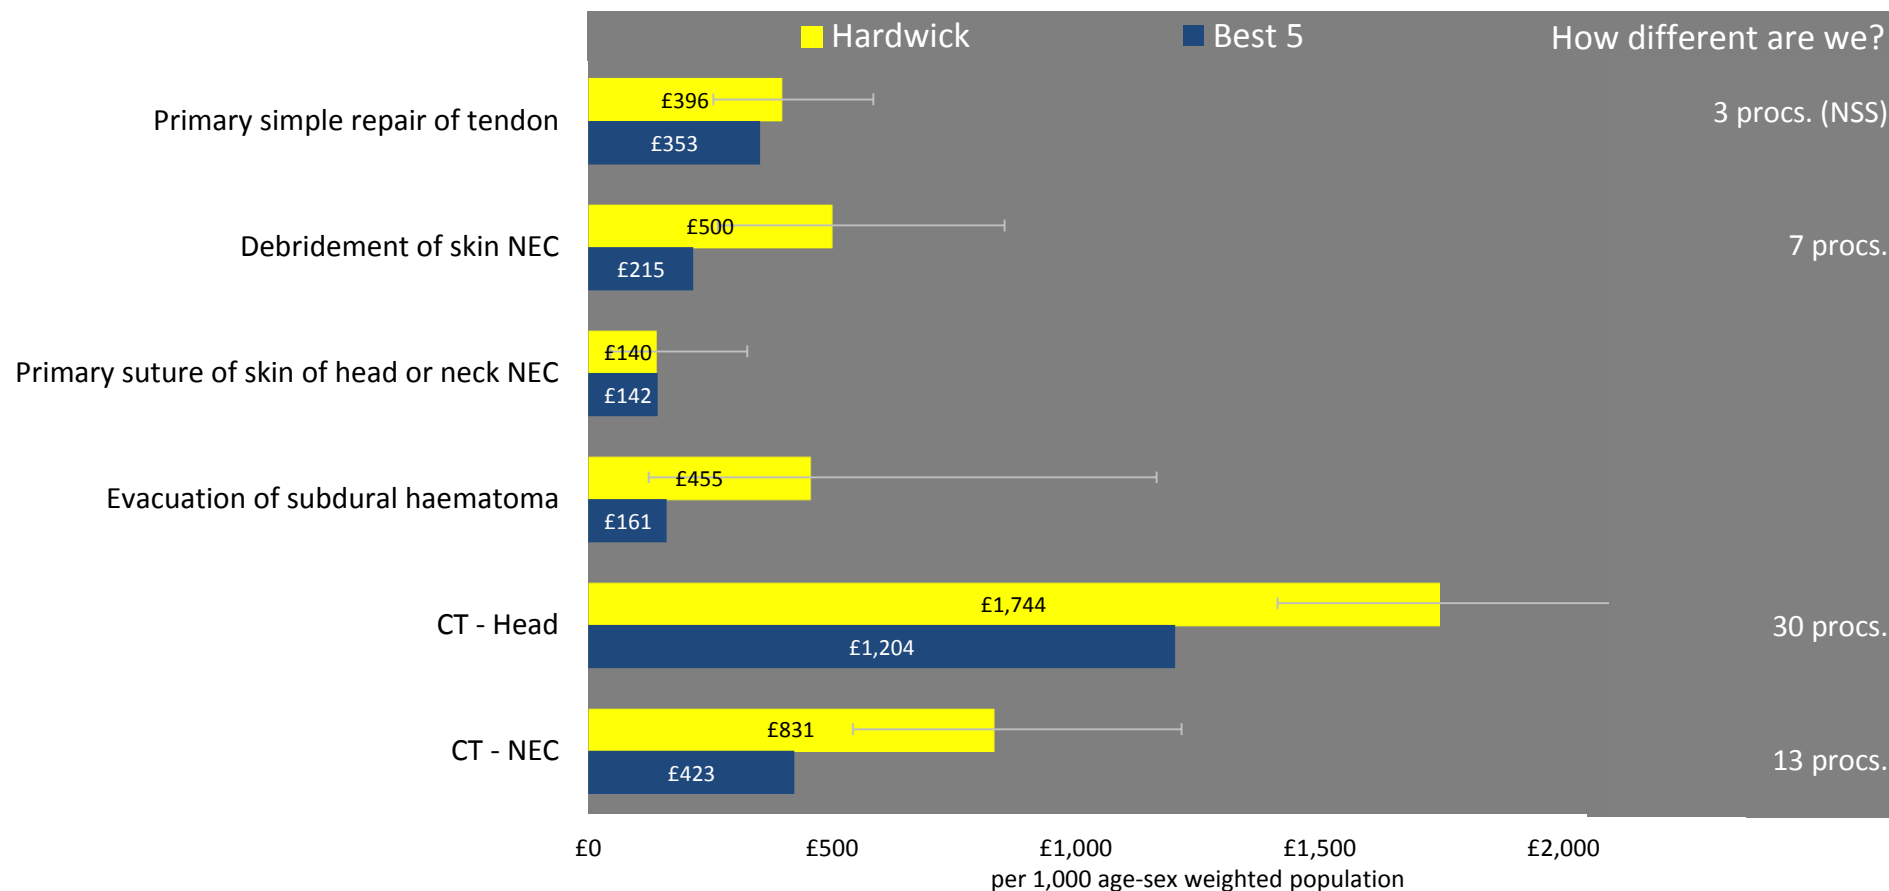 Hardwick Best 5 How different are we?
Primary simple repair of tendon £396 3 procs. (NSS)
£353
Debridement of skin NEC £500 7 procs.
£215
Primary suture of skin of head or neck NEC £140
£142
Evacuation of subdural haematoma £455
£161
CT - Head £1,744 30 procs.
£1,204
CT - NEC £831 13 procs.
£423
£0 £500 £1,000 £1,500 £2,000
per 1,000 age-sex weighted population